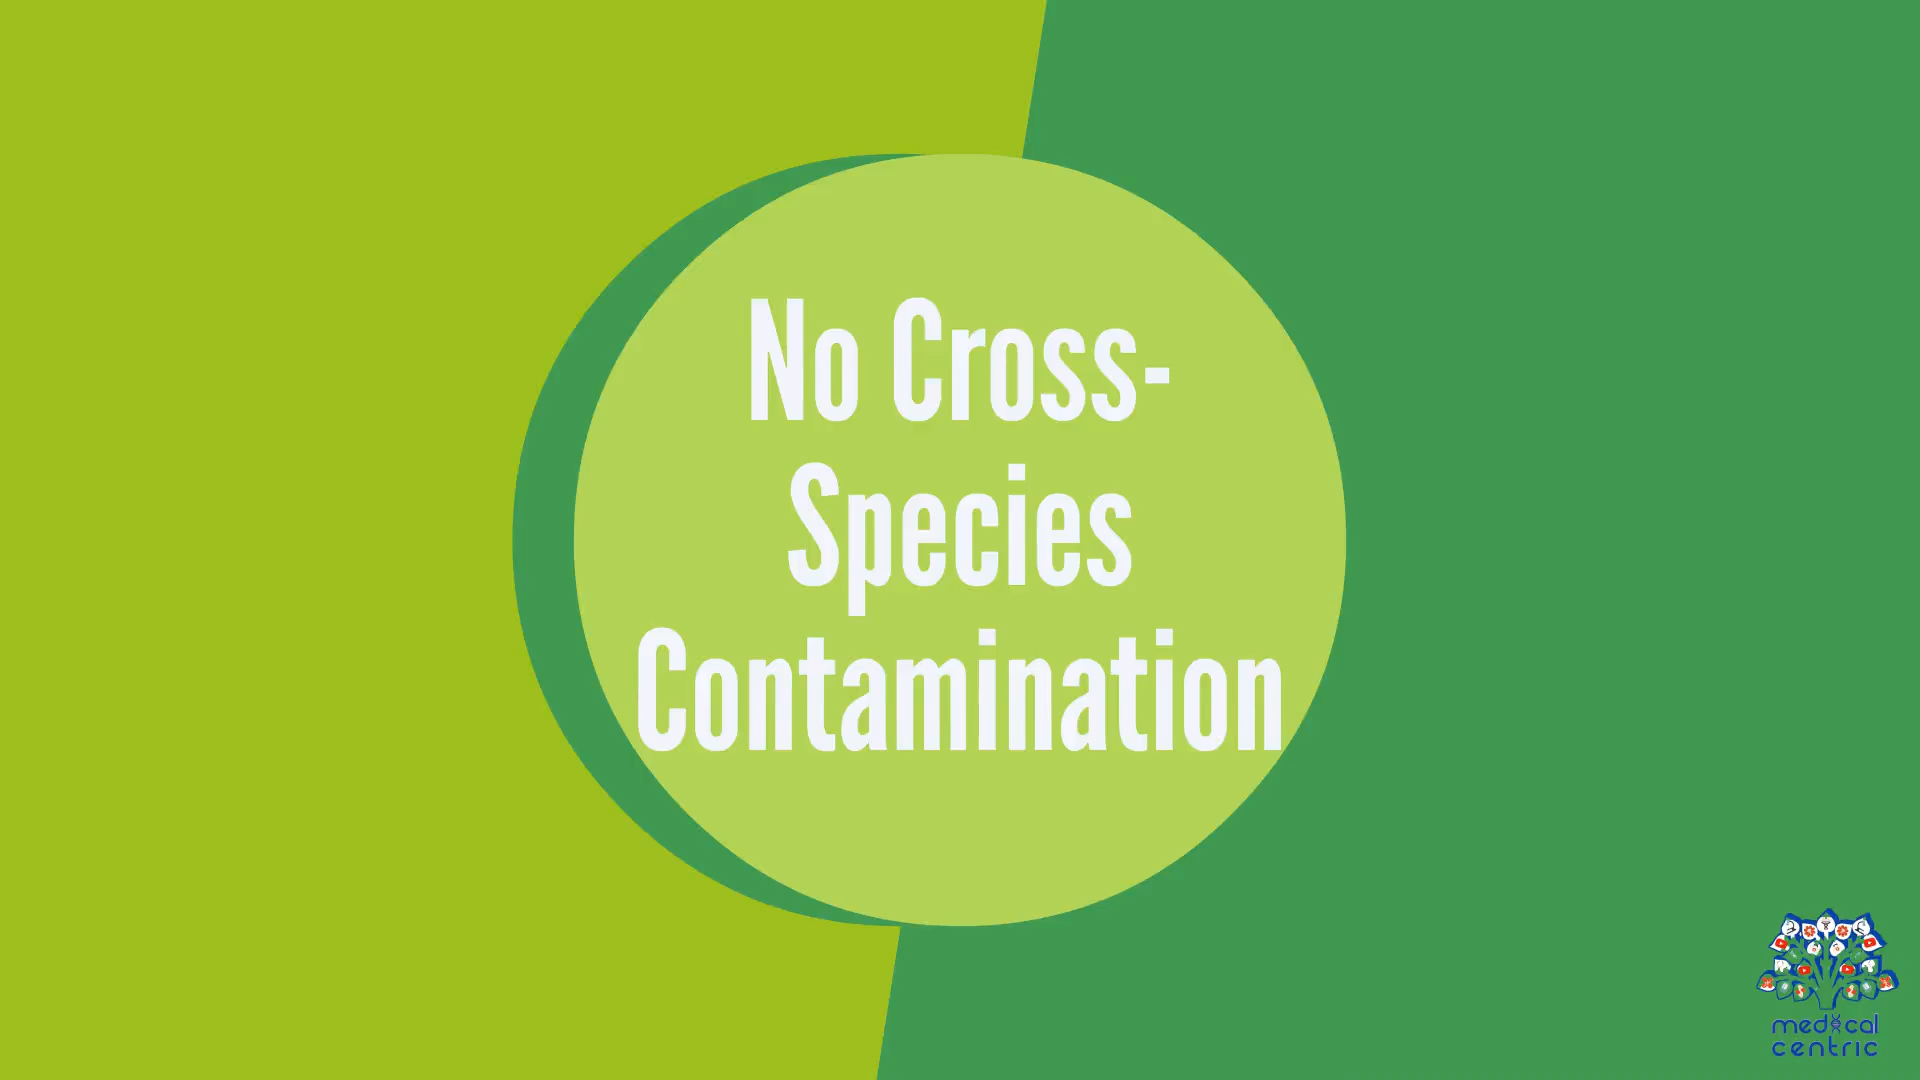 No Cross-
Species
Contamination
medical
centric